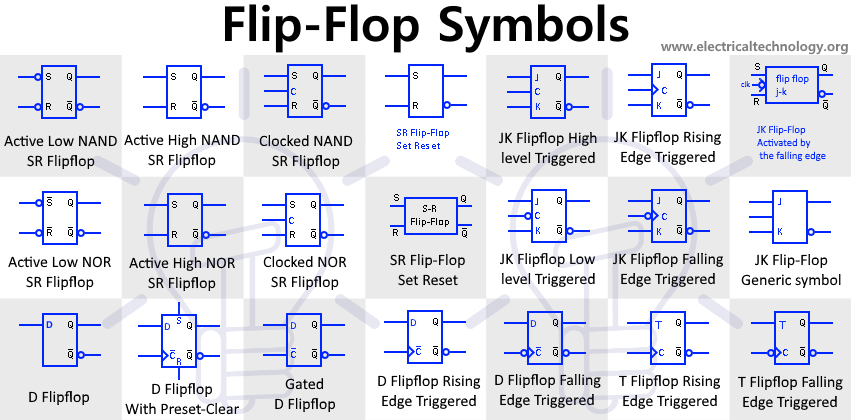 Flip-Flop Symbols
www.electricaltechnology.org
S Q
R Q̅
Active Low NAND
SR Flipflop
S Q
R Q̅
Active High NAND
SR Flipflop
S Q
C
R Q̅
Clocked NAND
SR Flipflop
S
R
SR Flip-Flop
Set Reset
J
C
K
JK Flipflop High
level Triggered
J Q
C
K Q̅
JK Flipflop Rising
Edge Triggered
S Q
flip flop
clk
j-k
R Q̅
JK Flip-Flop
Activated by
the falling edge
S̅ Q
R̅ Q̅
Active Low NOR
SR Flipflop
S Q
R Q̅
Active High NOR
SR Flipflop
S Q
C
R Q̅
Clocked NOR
SR Flipflop
S Q
S-R
Flip-Flop
R Q̅
SR Flip-Flop
Set Reset
J Q
C
K Q̅
JK Flipflop Low
level Triggered
J Q
C
K Q̅
JK Flipflop Falling
Edge Triggered
J
K
JK Flip-Flop
Generic symbol
D Q
Q̅
D Flipflop
S
D Q
C̅ Q̅
R
D Flipflop
With Preset-Clear
D Q
C̅ Q̅
Gated
D Flipflop
D Q
C̅ Q̅
D Flipflop Rising
Edge Triggered
D Q
C̅ Q̅
D Flipflop Falling
Edge Triggered
T Q
C Q̅
T Flipflop Rising
Edge Triggered
T Q
C Q̅
T Flipflop Falling
Edge Triggered